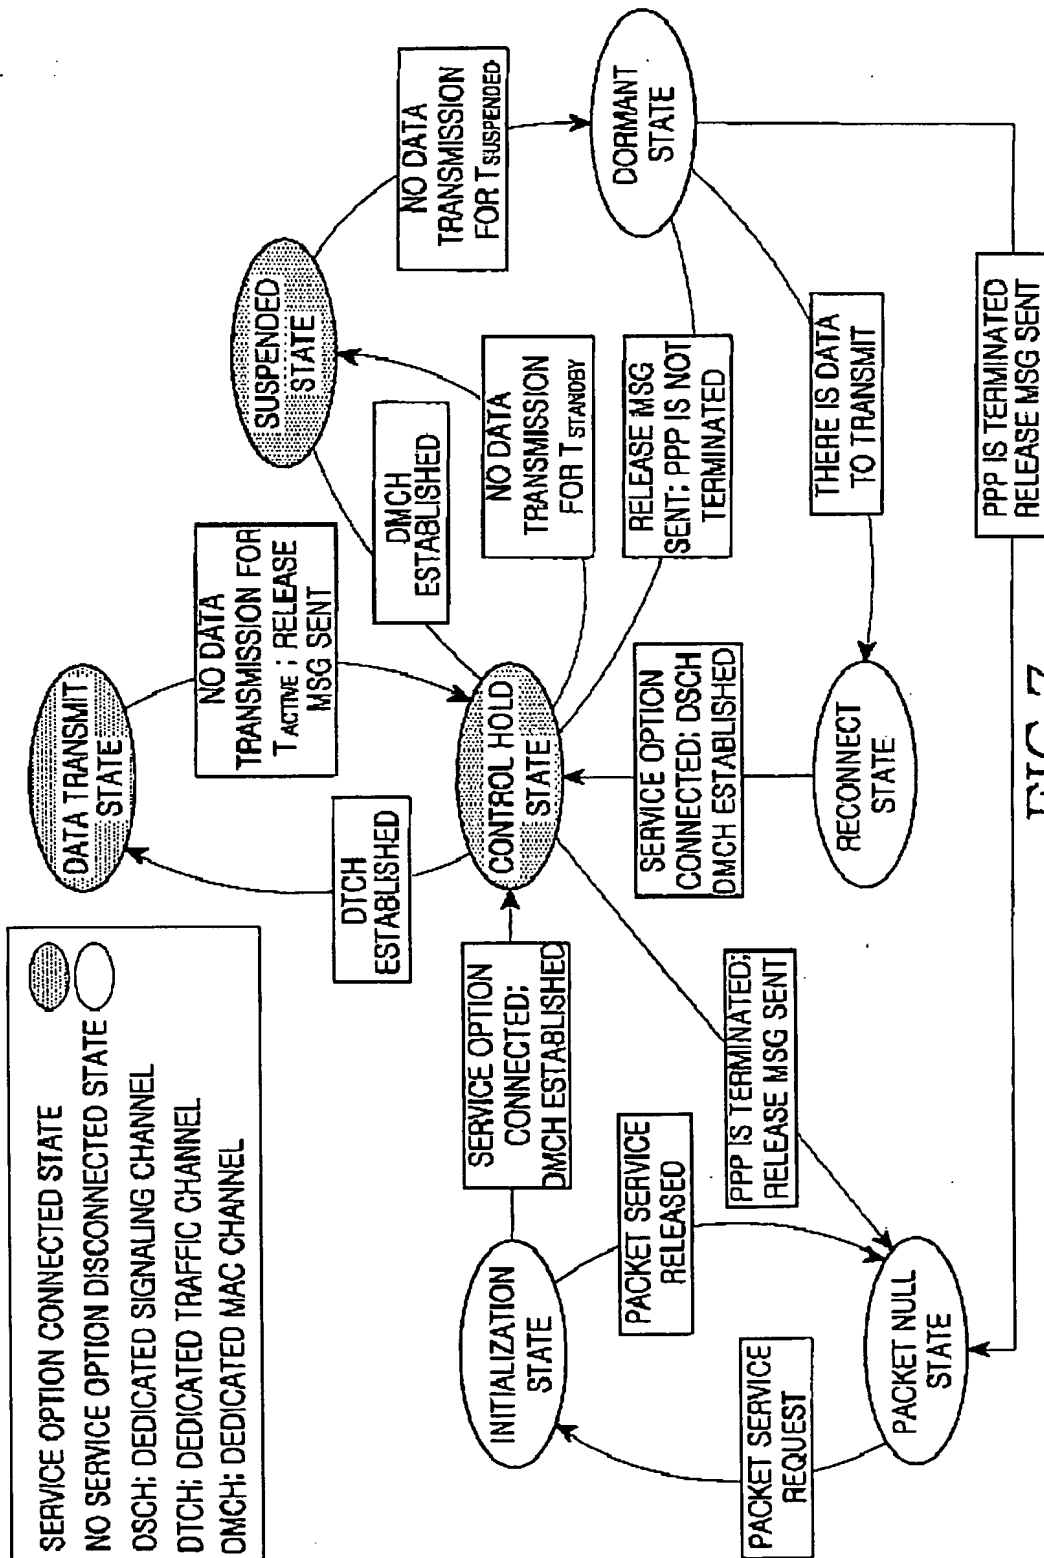 SERVICE OPTION CONNECTED STATE
NO SERVICE OPTION DISCONNECTED STATE
DSCH; DEDICATED SIGNALING CHANNEL
DTCH; DEDICATED TRAFFIC CHANNEL
DMCH; DEDICATED MAC CHANNEL
DATA TRANSMIT
STATE
DTCH
ESTABLISHED
NO DATA
TRANSMISSION FOR
TACTIVE ; RELEASE
MSG SENT
SUSPENDED
STATE
DMCH
ESTABLISHED
NO DATA
TRANSMISSION
FOR TSUSPENDED
INITIALIZATION
STATE
SERVICE OPTION
CONNECTED;
DMCH ESTABLISHED
CONTROL HOLD
STATE
NO DATA
TRANSMISSION
FOR T STANDBY
DORMANT
STATE
RELEASE MSG
SENT; PPP IS NOT
TERMINATED
PACKET SERVICE
RELEASED
SERVICE OPTION
CONNECTED; DSCH
DMCH ESTABLISHED
PPP IS TERMINATED;
RELEASE MSG SENT
THERE IS DATA
TO TRANSMIT
PACKET SERVICE
REQUEST
PACKET NULL
STATE
RECONNECT
STATE
PPP IS TERMINATED
RELEASE MSG SENT
FIG. 7